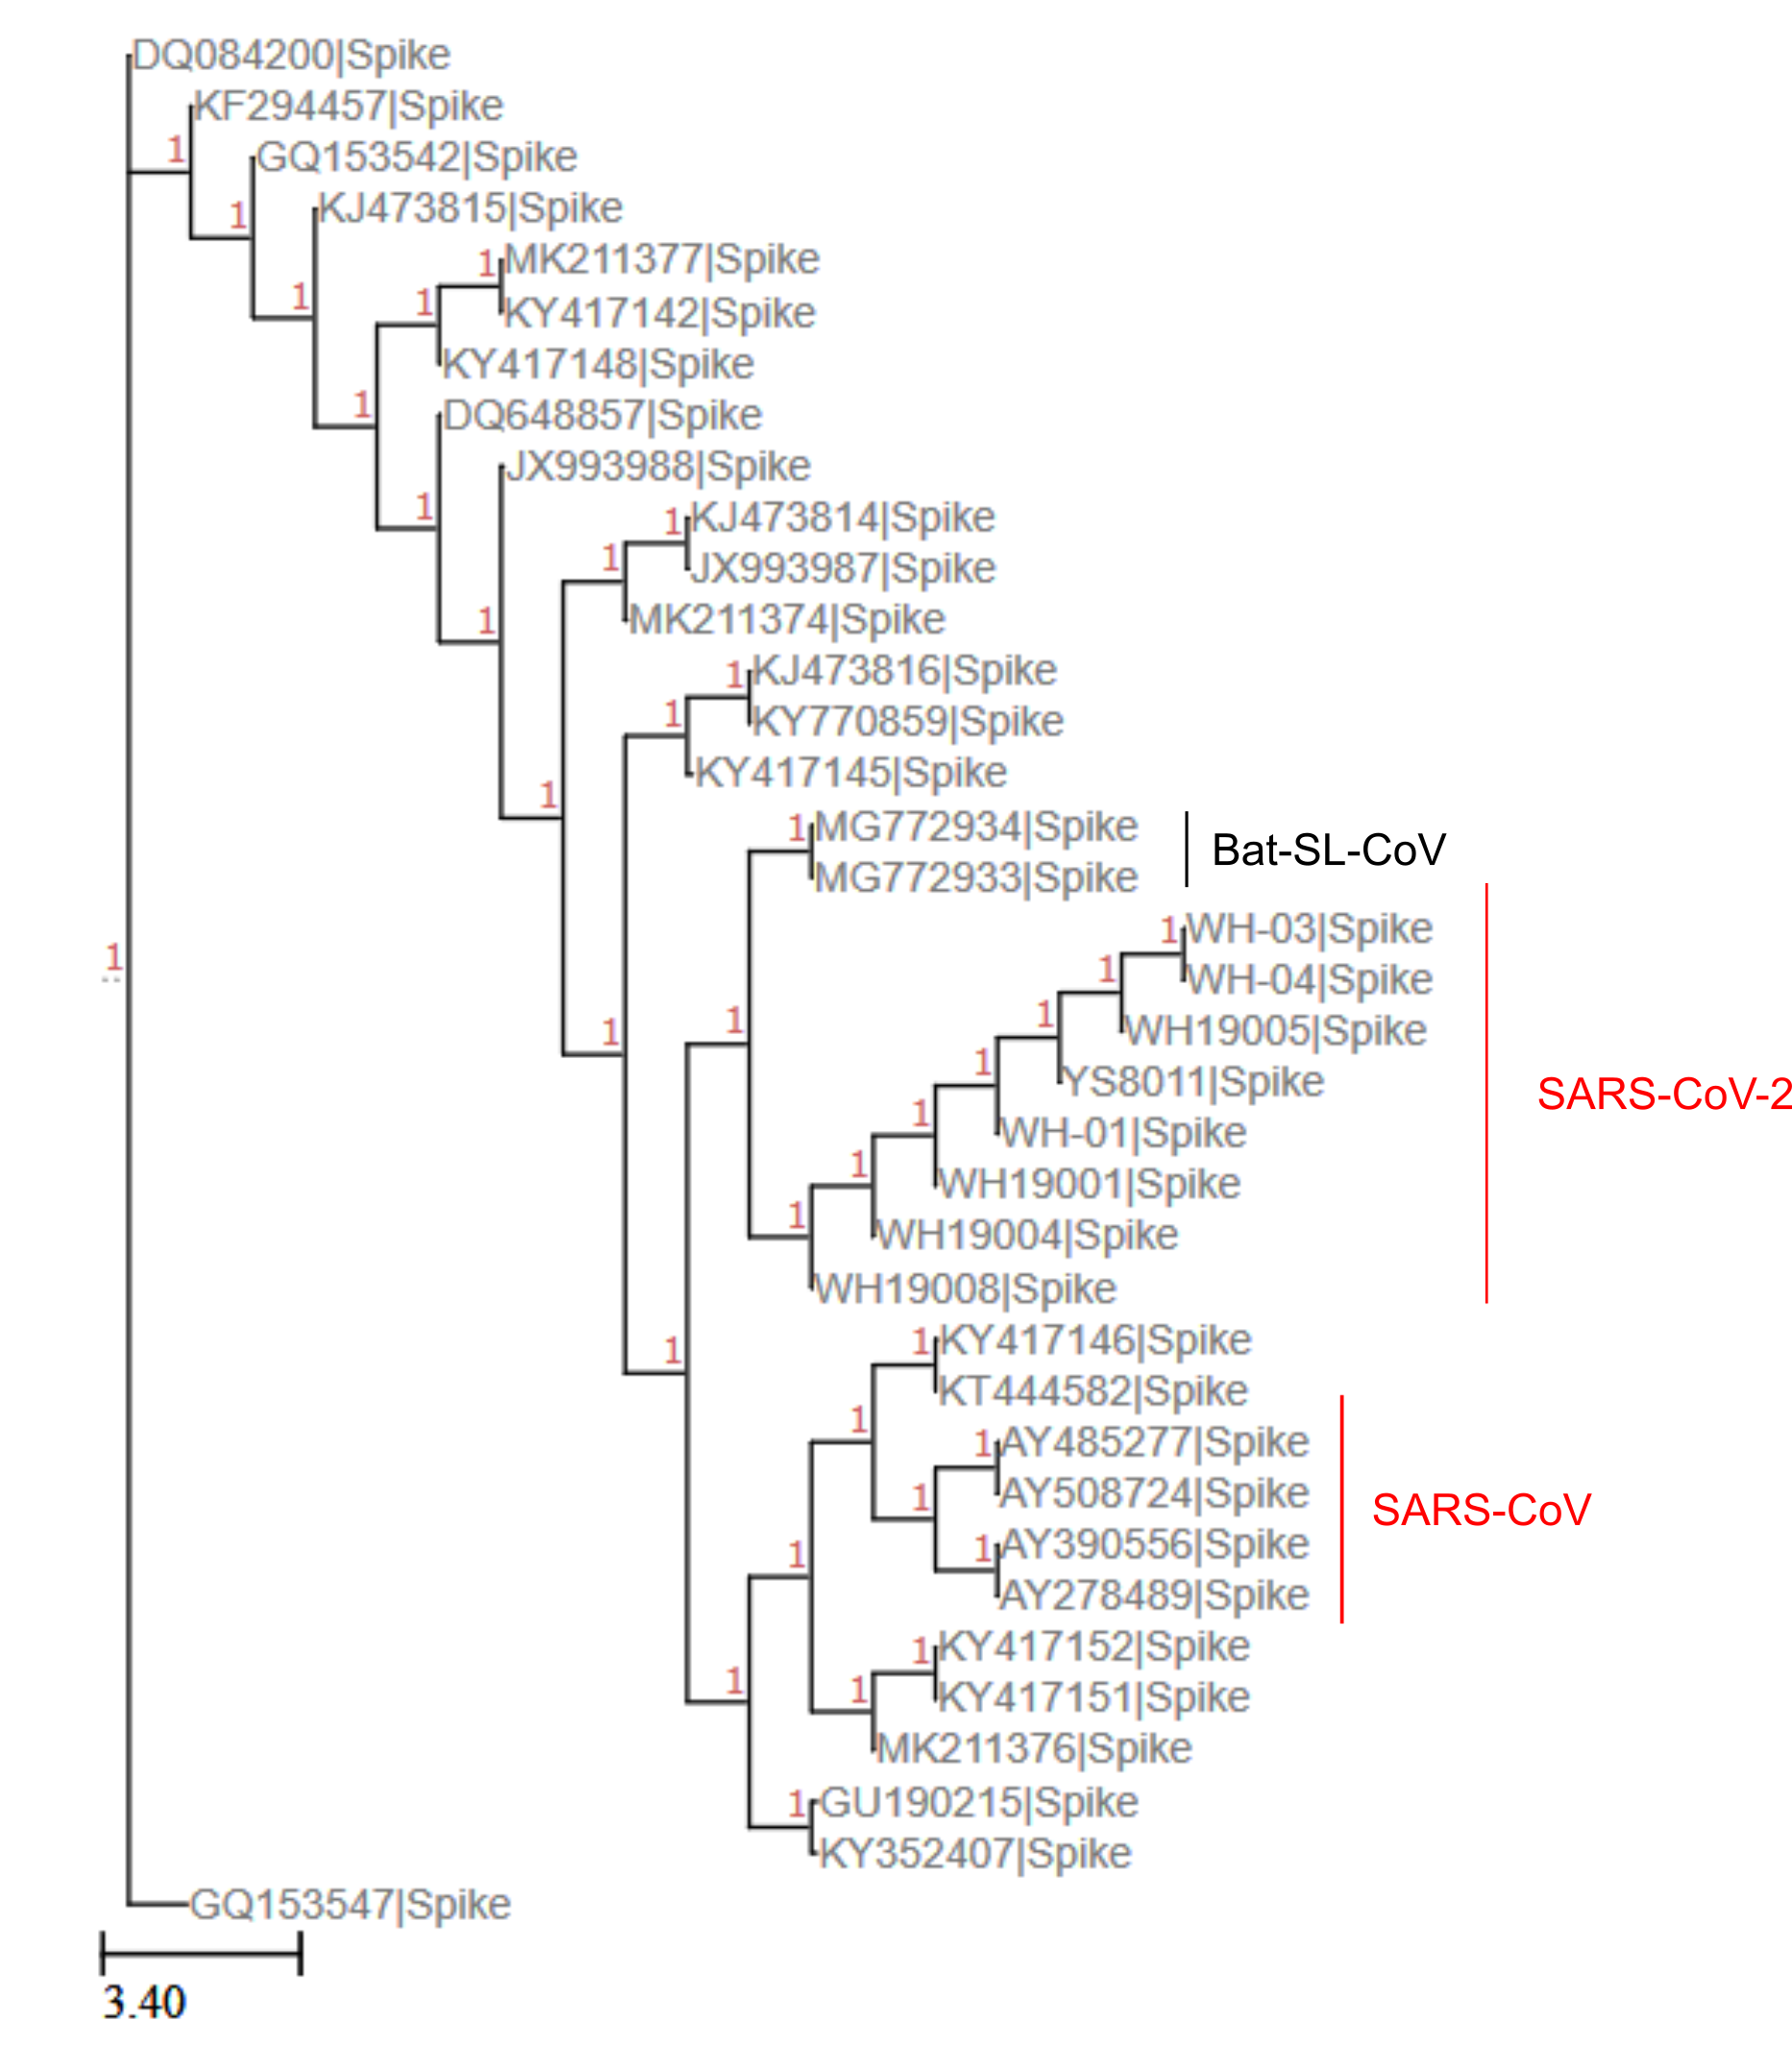 DQ084200|Spike
KF294457|Spike
1
GQ153542|Spike
1
KJ473815|Spike
1
MK211377|Spike
1
1
KY417142|Spike
KY417148|Spike
1
DQ648857|Spike
JX993988|Spike
1
KJ473814|Spike
1
1
JX993987|Spike
MK211374|Spike
1
KJ473816|Spike
1
1
KY770859|Spike
KY417145|Spike
1
MG772934|Spike
1
Bat-SL-CoV
MG772933|Spike
WH-03|Spike
1
1
1
WH-04|Spike
1
1
1
WH19005|Spike
1
YS8011|Spike
SARS-CoV-2
1
WH-01|Spike
1
WH19001|Spike
1
WH19004|Spike
WH19008|Spike
1
KY417146|Spike
1
KT444582|Spike
1
AY485277|Spike
1
AY508724|Spike
1
SARS-CoV
AY390556|Spike
1
1
AY278489|Spike
KY417152|Spike
1
1
1
KY417151|Spike
MK211376|Spike
GU190215|Spike
1
KY352407|Spike
GQ153547|Spike
3.40